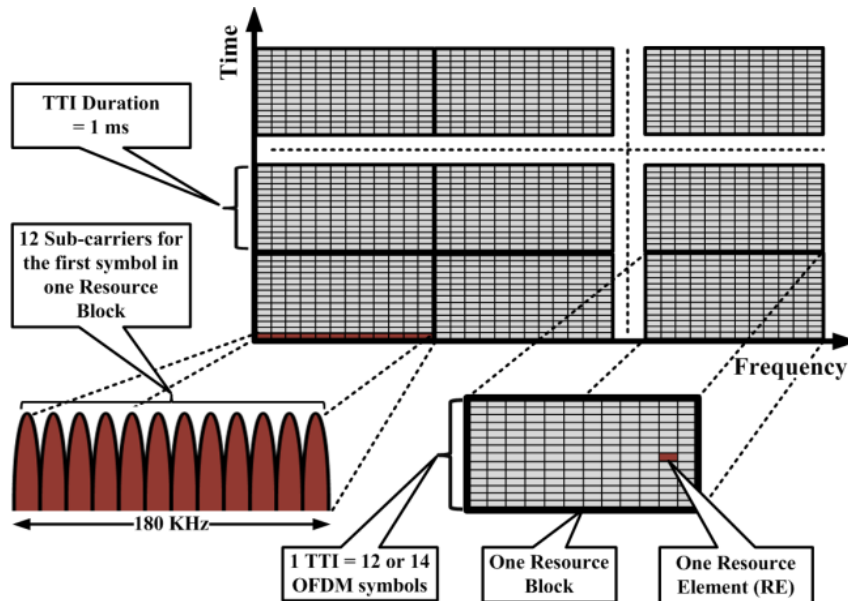 Time
TTI Duration
= 1 ms
12 Sub-carriers for
the first symbol in
one Resource
Block
Frequency
180 KHz
1 TTI = 12 or 14
OFDM symbols
One Resource
Block
One Resource
Element (RE)